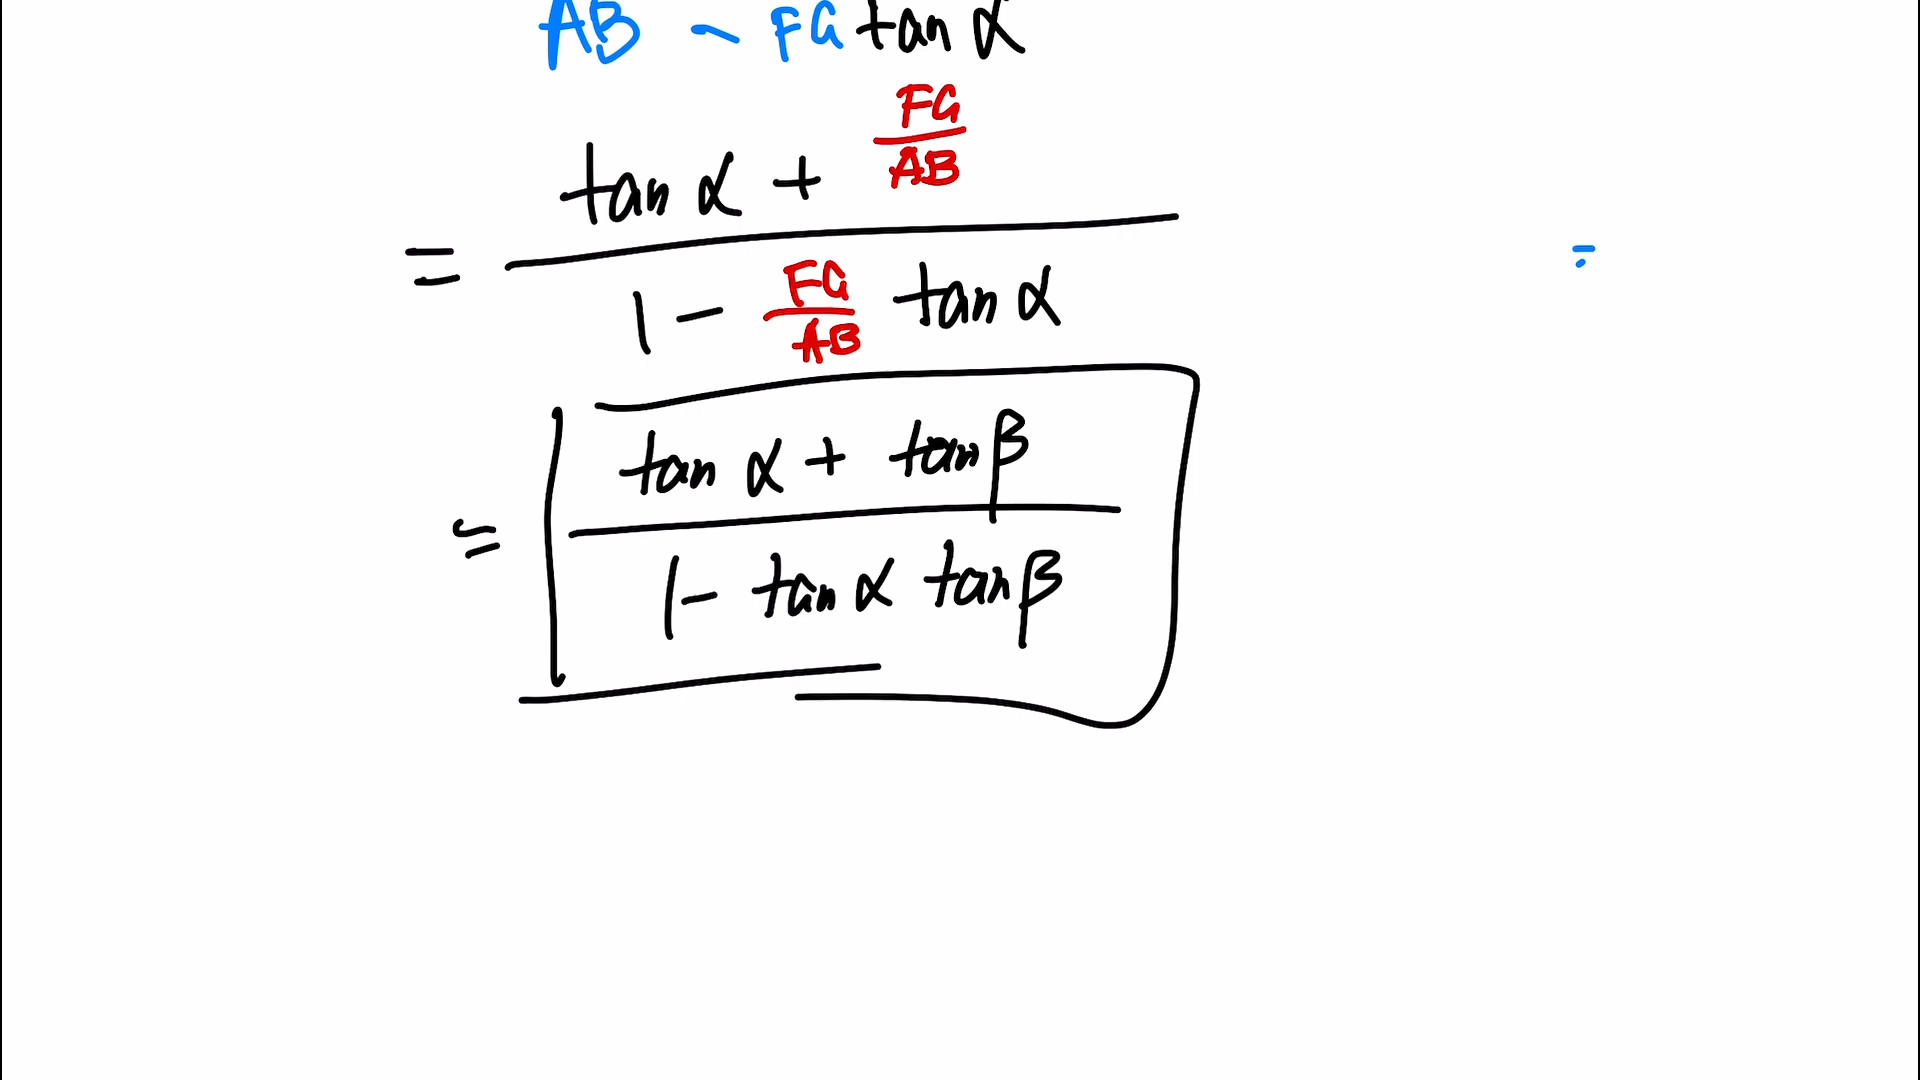 AB - FG tan α
tan α + FG/AB
=
1 - FG/AB tan α
tan α + tan β
=
1 - tan α tan β
=